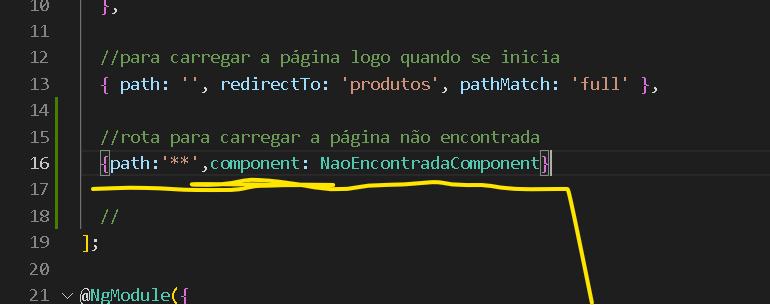 10 },
11
12 //para carregar a página logo quando se inicia
13 { path: '', redirectTo: 'produtos', pathMatch: 'full' },
14
15 //rota para carregar a página não encontrada
16 {path:'**',component: NaoEncontradaComponent}
17
18 //
19 ];
20
21 @NgModule({